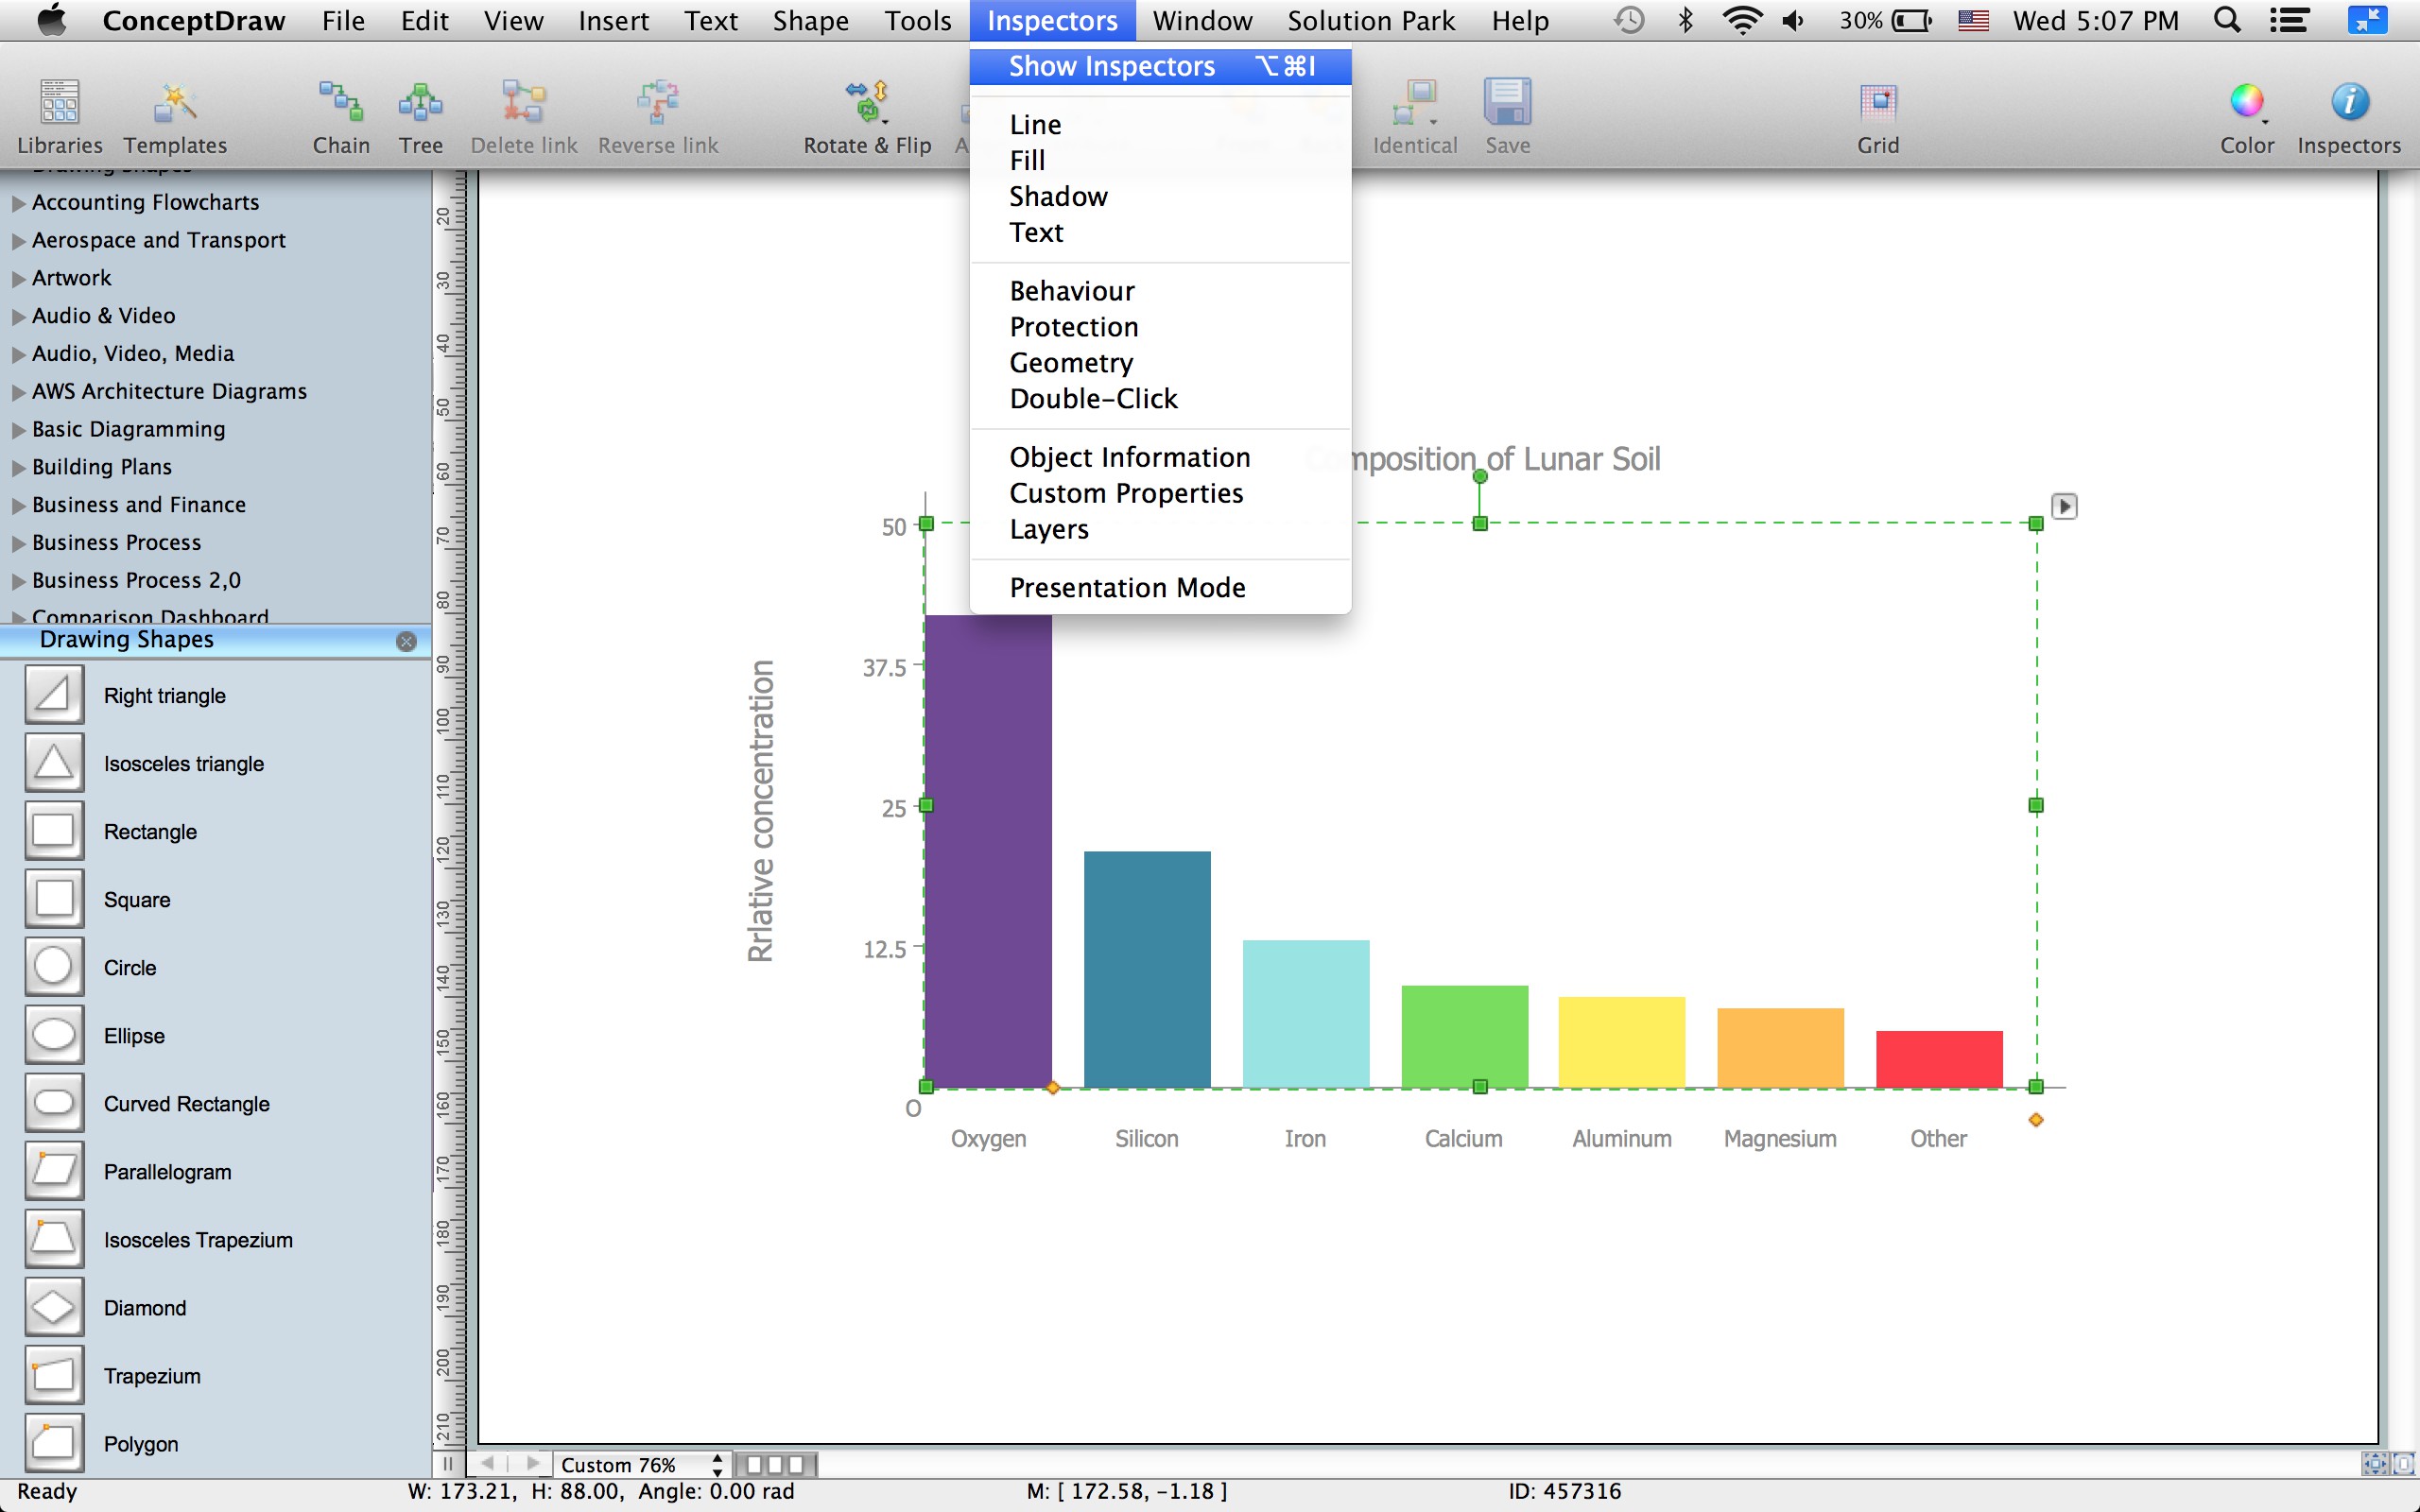 ConceptDraw File Edit View Insert Text Shape Tools Inspectors Window Solution Park Help 30% Wed 5:07 PM
Libraries Templates Chain Tree Delete link Reverse link Rotate & Flip Identical Save Grid Color Inspectors
Show Inspectors ⌥⌘I
Line
Fill
Shadow
Text
Behaviour
Protection
Geometry
Double-Click
Object Information
Custom Properties
Layers
Presentation Mode
Drawing Shapes
Accounting Flowcharts
Aerospace and Transport
Artwork
Audio & Video
Audio, Video, Media
AWS Architecture Diagrams
Basic Diagramming
Building Plans
Business and Finance
Business Process
Business Process 2,0
Comparison Dashboard
Drawing Shapes
Right triangle
Isosceles triangle
Rectangle
Square
Circle
Ellipse
Curved Rectangle
Parallelogram
Isosceles Trapezium
Diamond
Trapezium
Polygon
20
30
40
50
60
70
80
90
100
110
120
130
140
150
160
170
180
190
200
210
Composition of Lunar Soil
Rrlative concentration
50
37.5
25
12.5
O
Oxygen Silicon Iron Calcium Aluminum Magnesium Other
Custom 76%
Ready W: 173.21, H: 88.00, Angle: 0.00 rad M: [ 172.58, -1.18 ] ID: 457316